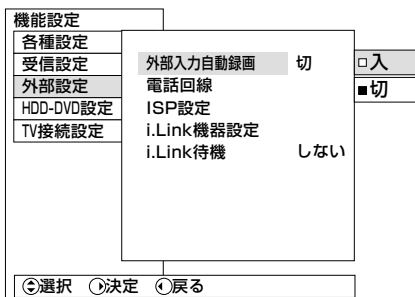 機能設定
各種設定
受信設定
外部設定
HDD-DVD設定
TV接続設定
外部入力自動録画 切
電話回線
ISP設定
i.Link機器設定
i.Link待機 しない
□入
■切
選択 決定 戻る